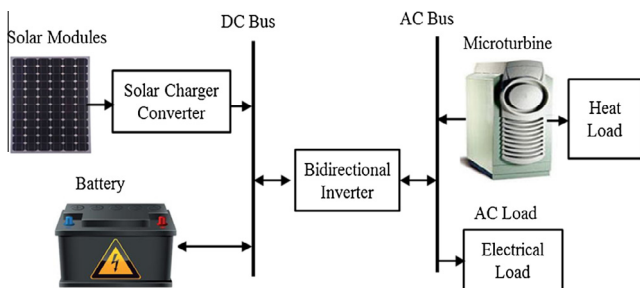 Solar Modules
DC Bus
AC Bus
Microturbine
Solar Charger
Converter
Heat
Load
Bidirectional
Inverter
Battery
AC Load
Electrical
Load